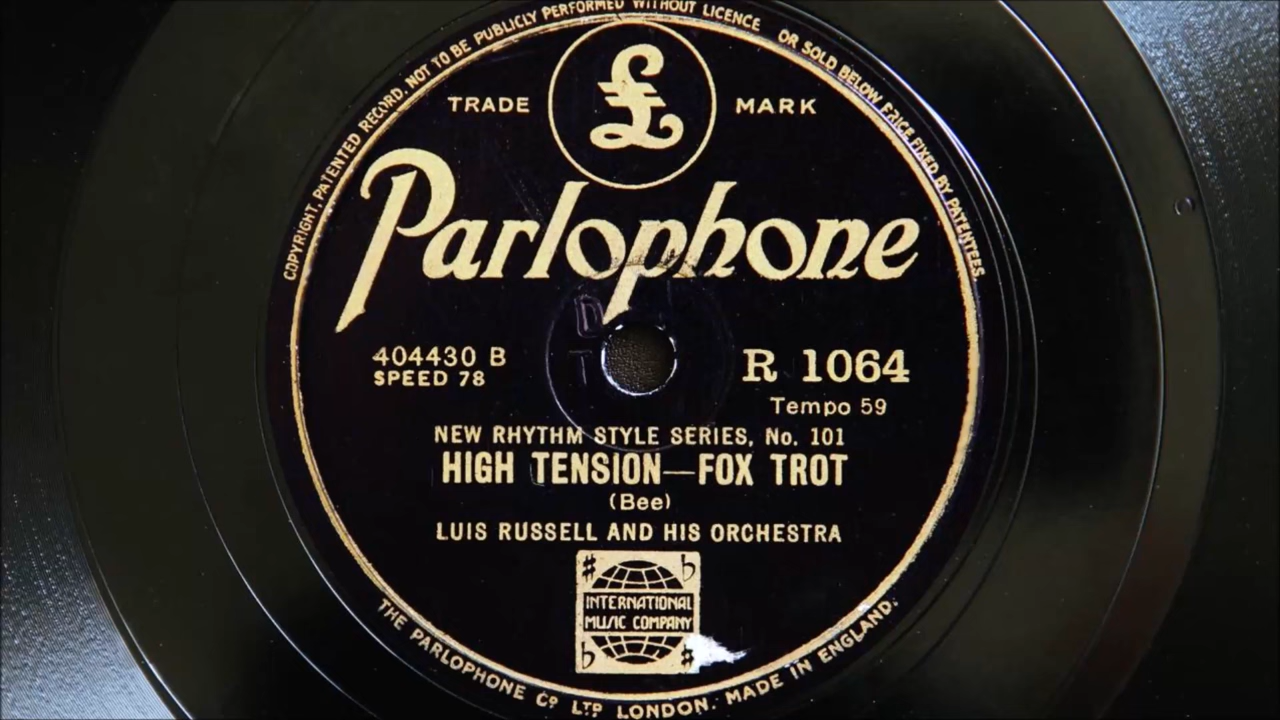 COPYRIGHT, PATENTED RECORD, NOT TO BE PUBLICLY PERFORMED WITHOUT LICENCE OR SOLD BELOW PRICE FIXED BY PATENTEES.
£
TRADE MARK
Parlophone
404430 B
R 1064
SPEED 78
Tempo 59
NEW RHYTHM STYLE SERIES, No. 101
HIGH TENSION—FOX TROT
(Bee)
LUIS RUSSELL AND HIS ORCHESTRA
♯ ♭
INTERNATIONAL
MUSIC COMPANY
♭ ♯
THE PARLOPHONE Cº LTP LONDON. MADE IN ENGLAND.